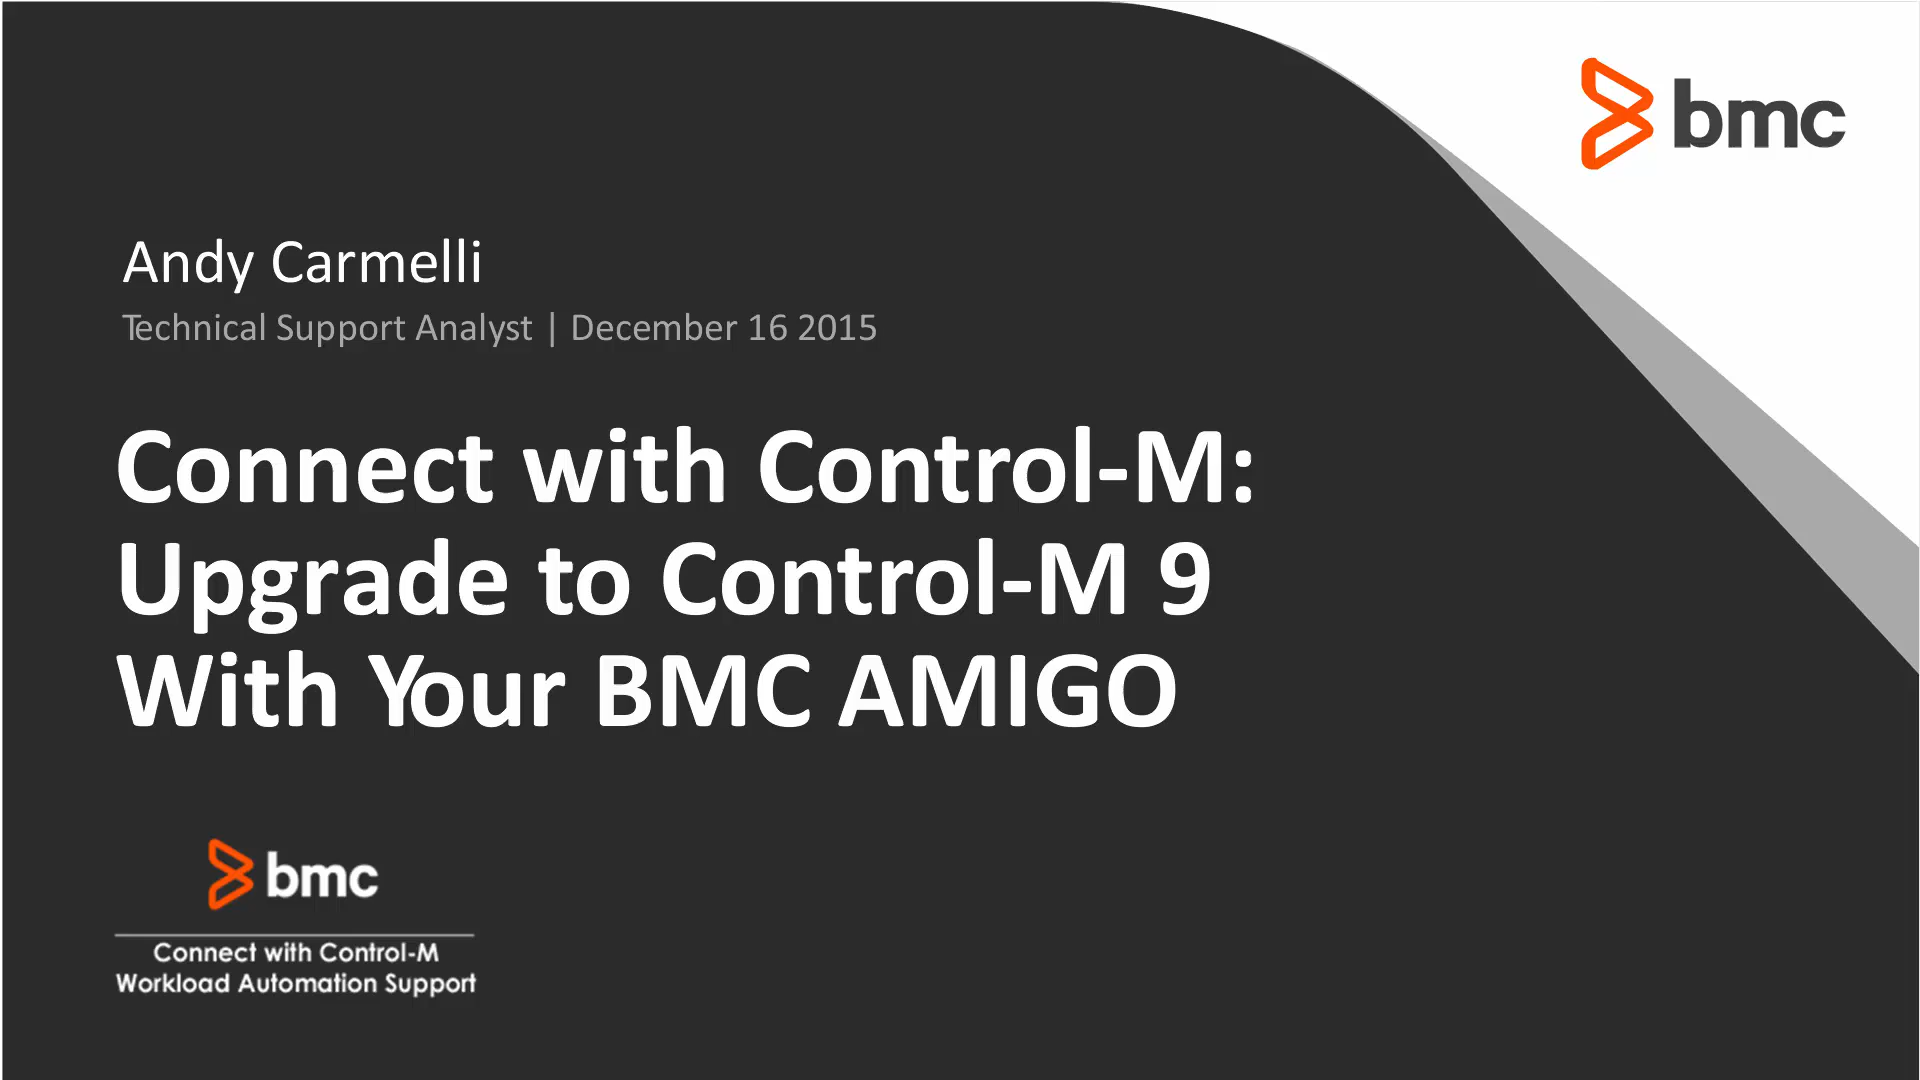 bmc
Andy Carmelli
Technical Support Analyst | December 16 2015
Connect with Control-M:
Upgrade to Control-M 9
With Your BMC AMIGO
bmc
Connect with Control-M
Workload Automation Support